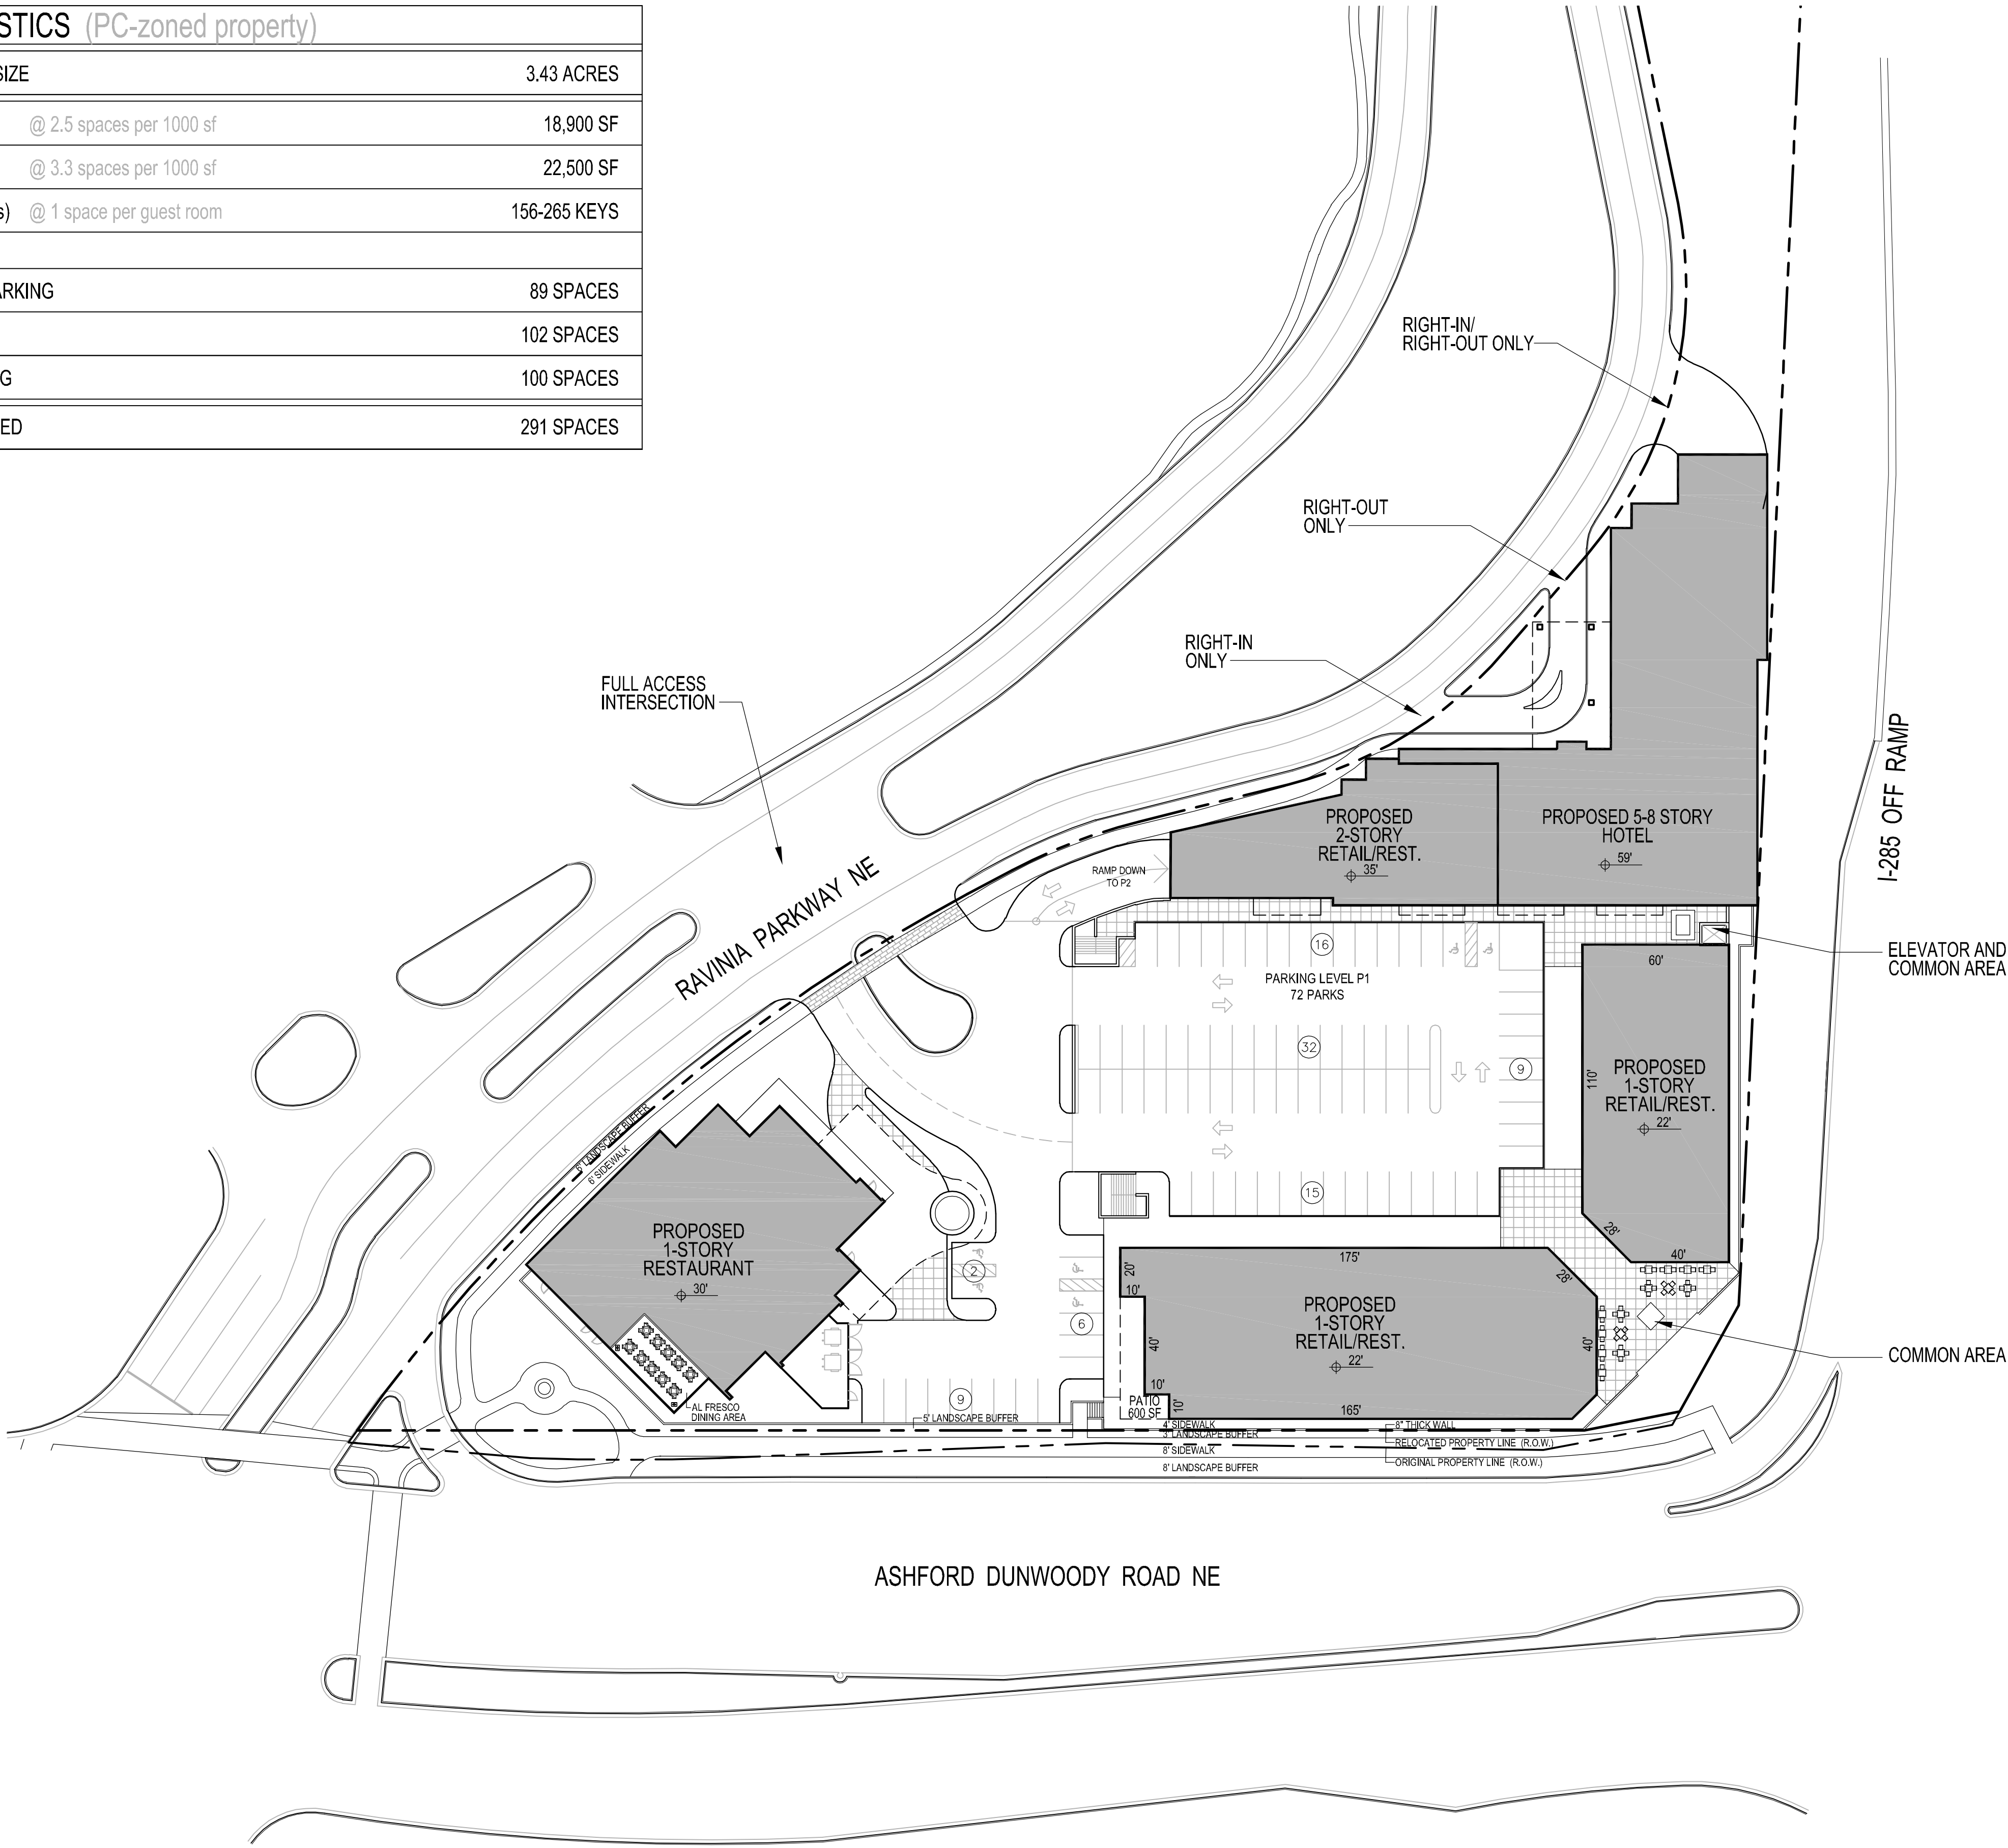 STICS (PC-zoned property)
SIZE 3.43 ACRES
@ 2.5 spaces per 1000 sf 18,900 SF
@ 3.3 spaces per 1000 sf 22,500 SF
s) @ 1 space per guest room 156-265 KEYS
ARKING 89 SPACES
102 SPACES
G 100 SPACES
ED 291 SPACES
RIGHT-IN/
RIGHT-OUT ONLY
RIGHT-OUT
ONLY
RIGHT-IN
ONLY
FULL ACCESS
INTERSECTION
RAVINIA PARKWAY NE
I-285 OFF RAMP
PROPOSED
2-STORY
RETAIL/REST.
35'
PROPOSED 5-8 STORY
HOTEL
59'
RAMP DOWN
TO P2
ELEVATOR AND
COMMON AREA
16
PARKING LEVEL P1
72 PARKS
32
9
15
60'
110'
PROPOSED
1-STORY
RETAIL/REST.
22'
28'
40'
6' LANDSCAPE BUFFER
6' SIDEWALK
PROPOSED
1-STORY
RESTAURANT
30'
AL FRESCO
DINING AREA
2
6
9
175'
20'
10'
40'
10'
10'
28'
40'
165'
PROPOSED
1-STORY
RETAIL/REST.
22'
PATIO
600 SF
COMMON AREA
5' LANDSCAPE BUFFER
4' SIDEWALK
3' LANDSCAPE BUFFER
8' SIDEWALK
8' LANDSCAPE BUFFER
8" THICK WALL
RELOCATED PROPERTY LINE (R.O.W.)
ORIGINAL PROPERTY LINE (R.O.W.)
ASHFORD DUNWOODY ROAD NE